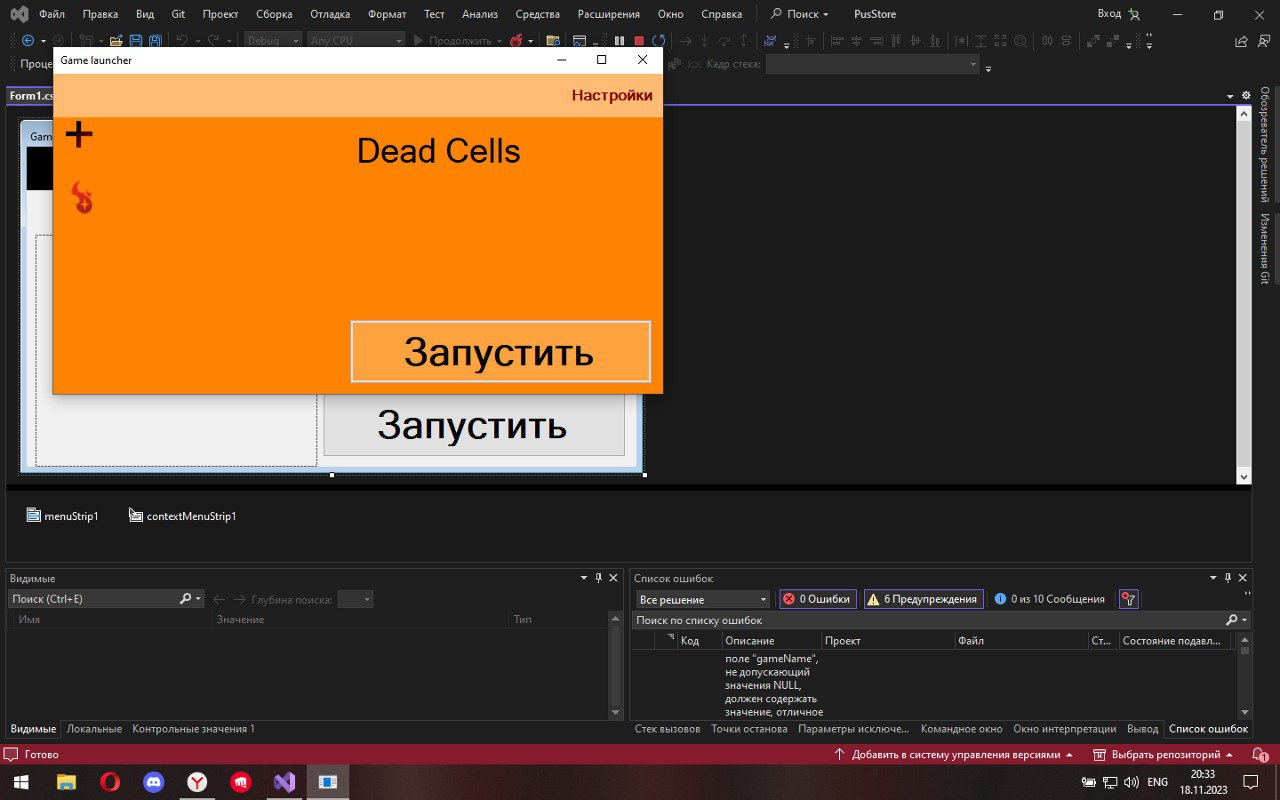 Файл Правка Вид Git Проект Сборка Отладка Формат Тест Анализ Средства Расширения Окно Справка Поиск PusStore Вход
Debug Any CPU Продолжить
Game launcher
Проце
Кадр стека:
Form1.cs
Настройки
Gam
Dead Cells
Запустить
Запустить
Обозреватель решений
Изменения Git
menuStrip1 contextMenuStrip1
Видимые
Поиск (Ctrl+E) Глубина поиска:
Имя Значение Тип
Видимые Локальные Контрольные значения 1
Список ошибок
Все решение 0 Ошибки 6 Предупреждения 0 из 10 Сообщения
Поиск по списку ошибок
Код Описание Проект Файл Ст... Состояние подавл...
поле "gameName",
не допускающий
значения NULL,
должен содержать
значение, отличное
Стек вызовов Точки останова Параметры исключе... Командное окно Окно интерпретации Вывод Список ошибок
Готово Добавить в систему управления версиями Выбрать репозиторий 1
ENG 20:33
18.11.2023